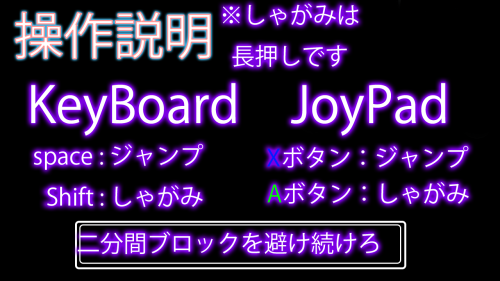 操作説明
※しゃがみは
長押しです
KeyBoard
space : ジャンプ
Shift : しゃがみ
JoyPad
Xボタン：ジャンプ
Aボタン：しゃがみ
二分間ブロックを避け続けろ